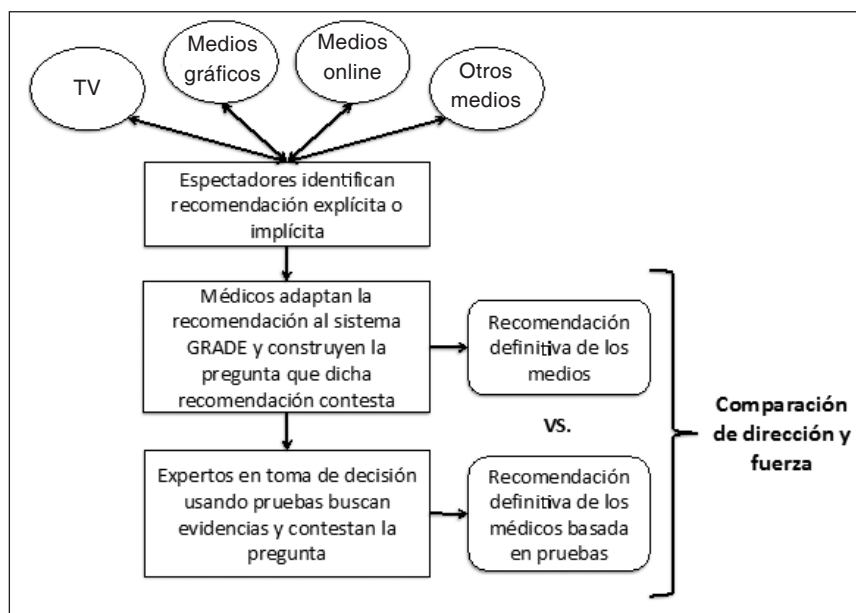 TV
Medios
gráficos
Medios
online
Otros
medios
Espectadores identifican
recomendación explícita o
implícita
Médicos adaptan la
recomendación al sistema
GRADE y construyen la
pregunta que dicha
recomendación contesta
Recomendación
definitiva de los
medios
VS.
Expertos en toma de decisión
usando pruebas buscan
evidencias y contestan la
pregunta
Recomendación
definitiva de los
médicos basada
en pruebas
Comparación
de dirección y
fuerza